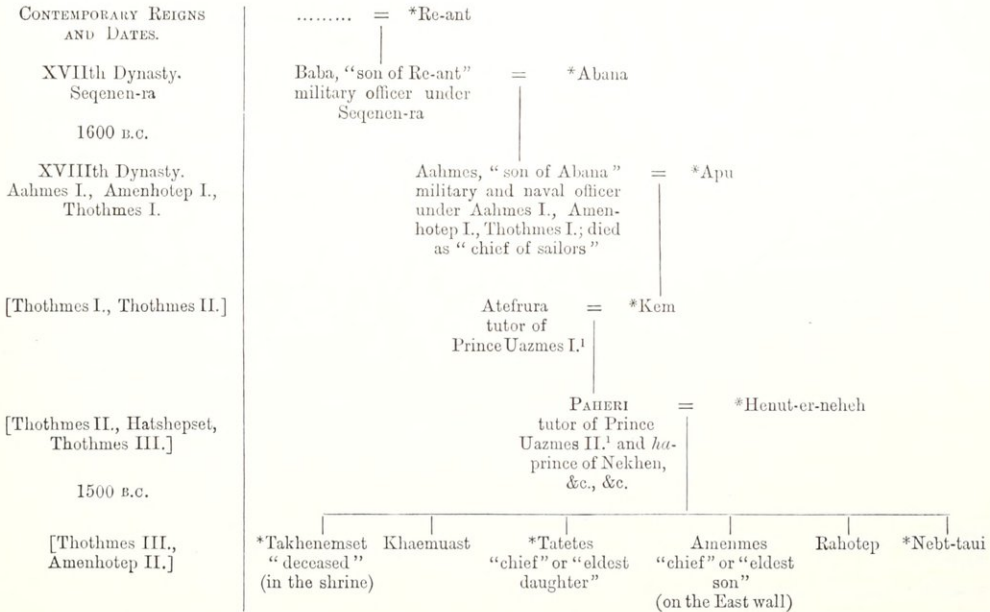 CONTEMPORARY REIGNS
AND DATES.
......... = *Re-ant
XVIIth Dynasty.
Seqenen-ra
1600 B.C.
Baba, “son of Re-ant” = *Abana
military officer under
Seqenen-ra
XVIIIth Dynasty.
Aahmes I., Amenhotep I.,
Thothmes I.
Aahmes, “ son of Abana ” = *Apu
military and naval officer
under Aahmes I., Amen-
hotep I., Thothmes I.; died
as “ chief of sailors ”
[Thothmes I., Thothmes II.]
Atefrura = *Kem
tutor of
Prince Uazmes I.¹
[Thothmes II., Hatshepset,
Thothmes III.]
1500 B.C.
PAHERI = *Henut-er-neheh
tutor of Prince
Uazmes II.¹ and ha-
prince of Nekhen,
&c., &c.
[Thothmes III.,
Amenhotep II.]
*Takhenemset
“ deceased ”
(in the shrine)
Khaemuast
*Tatetes
“chief” or “eldest
daughter”
Amenmes
“chief” or “eldest
son”
(on the East wall)
Rahotep
*Nebt-taui